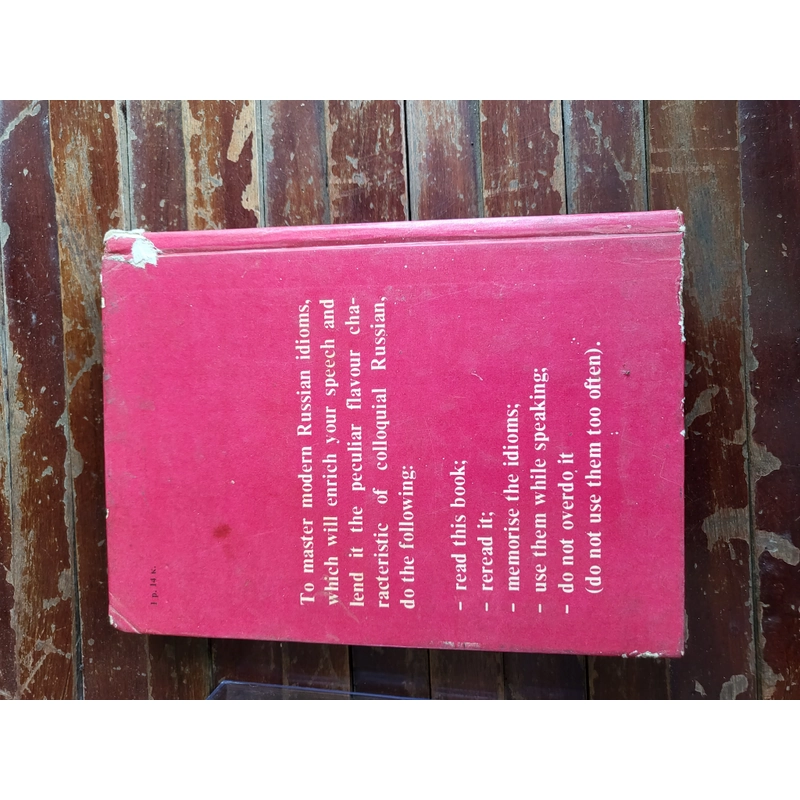 To master modern Russian idioms,
which will enrich your speech and
lend it the peculiar flavour cha-
racteristic of colloquial Russian,
do the following:
– read this book;
– reread it;
– memorise the idioms;
– use them while speaking;
– do not overdo it
(do not use them too often).
1 р. 14 к.